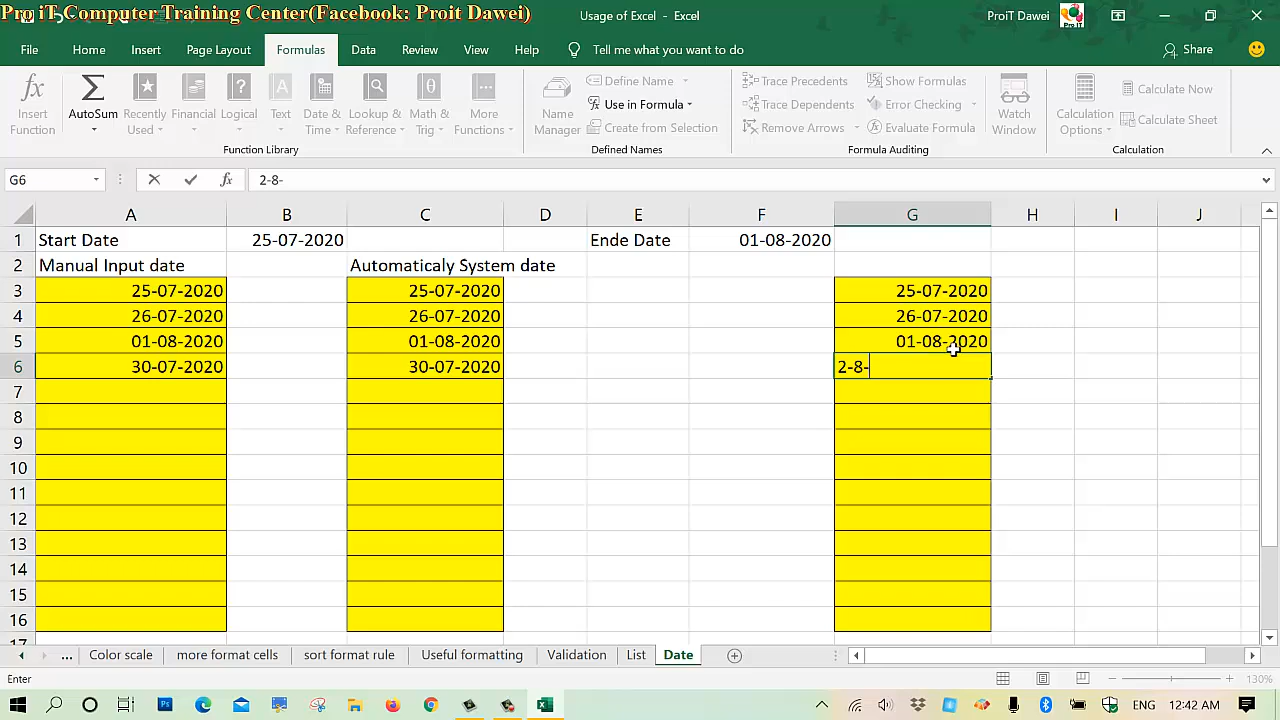 Pro iT Computer Training Center(Facebook: Proit Dawei)
Usage of Excel - Excel
ProiT Dawei
File Home Insert Page Layout Formulas Data Review View Help Tell me what you want to do Share
Insert Function
AutoSum
Recently Used
Financial
Logical
Text
Date & Time
Lookup & Reference
Math & Trig
More Functions
Function Library
Name Manager
Define Name
Use in Formula
Create from Selection
Defined Names
Trace Precedents
Trace Dependents
Remove Arrows
Show Formulas
Error Checking
Evaluate Formula
Formula Auditing
Watch Window
Calculation Options
Calculate Now
Calculate Sheet
Calculation
G6 fx 2-8-
A B C D E F G H I J
1 Start Date 25-07-2020 Ende Date 01-08-2020
2 Manual Input date Automaticaly System date
3 25-07-2020 25-07-2020 25-07-2020
4 26-07-2020 26-07-2020 26-07-2020
5 01-08-2020 01-08-2020 01-08-2020
6 30-07-2020 30-07-2020 2-8-
7
8
9
10
11
12
13
14
15
16
17
... Color scale more format cells sort format rule Useful formatting Validation List Date
Enter 130%
ENG 12:42 AM